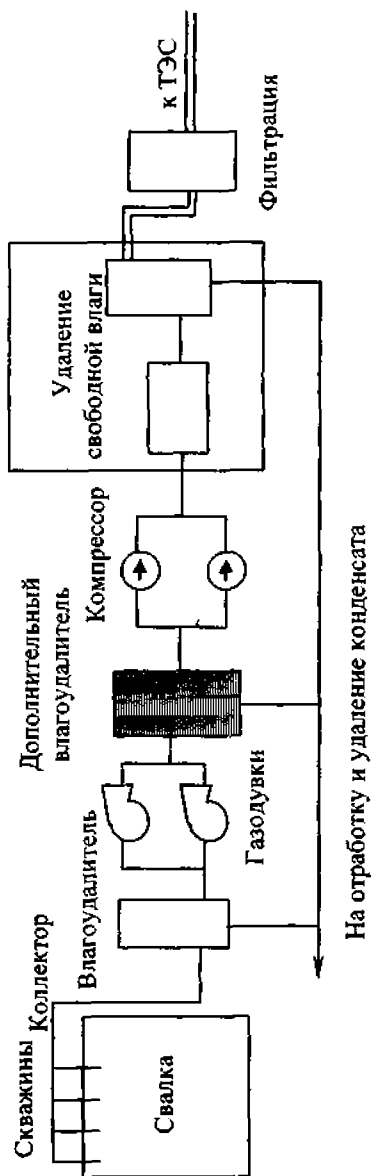 Скважины
Коллектор
Свалка
Влагоудалитель
Газодувки
Дополнительный
влагоудалитель
Компрессор
Удаление
свободной влаги
Фильтрация
к ТЭС
На отработку и удаление конденсата